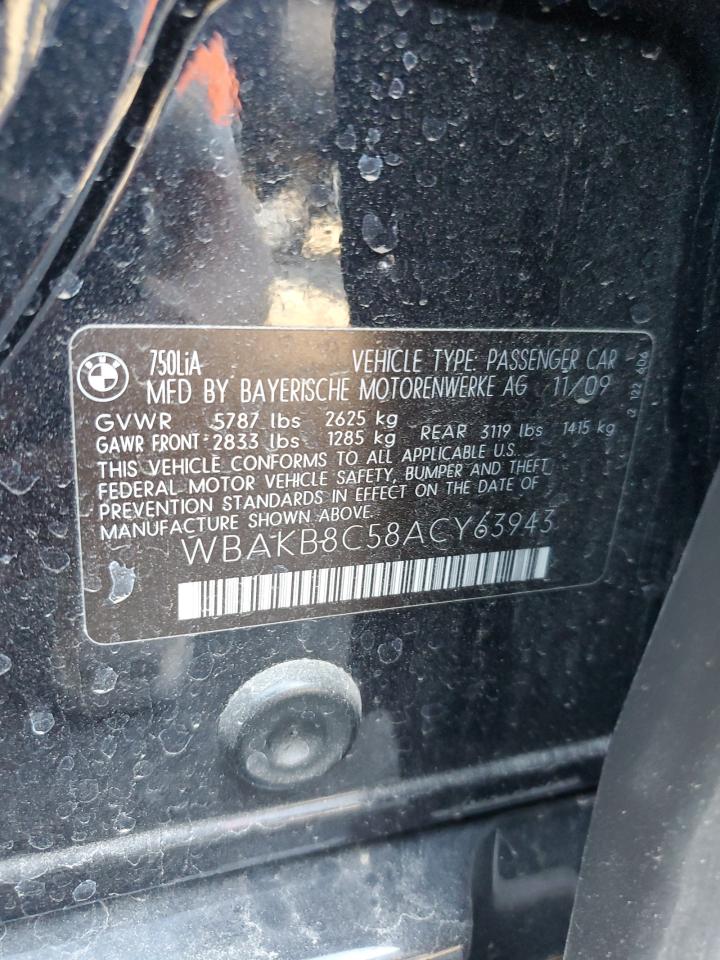 BMW
750LiA VEHICLE TYPE: PASSENGER CAR
MFD BY BAYERISCHE MOTORENWERKE AG 11/09
GVWR 5787 lbs 2625 kg
GAWR FRONT: 2833 lbs 1285 kg REAR 3119 lbs 1415 kg
THIS VEHICLE CONFORMS TO ALL APPLICABLE U.S.
FEDERAL MOTOR VEHICLE SAFETY, BUMPER AND THEFT
PREVENTION STANDARDS IN EFFECT ON THE DATE OF
MANUFACTURE SHOWN ABOVE.
WBAKB8C58ACY63943